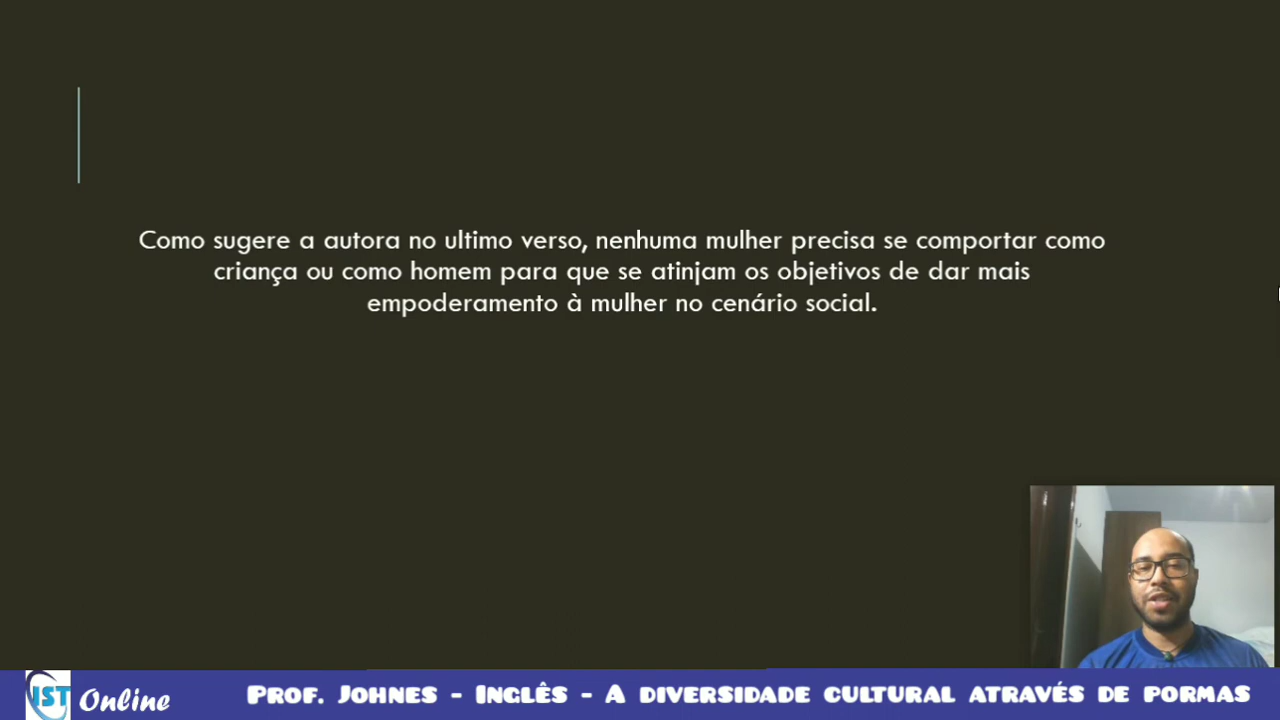 Como sugere a autora no ultimo verso, nenhuma mulher precisa se comportar como
criança ou como homem para que se atinjam os objetivos de dar mais
empoderamento à mulher no cenário social.
IST Online
Prof. Johnes - Inglês - A diversidade cultural através de pormas